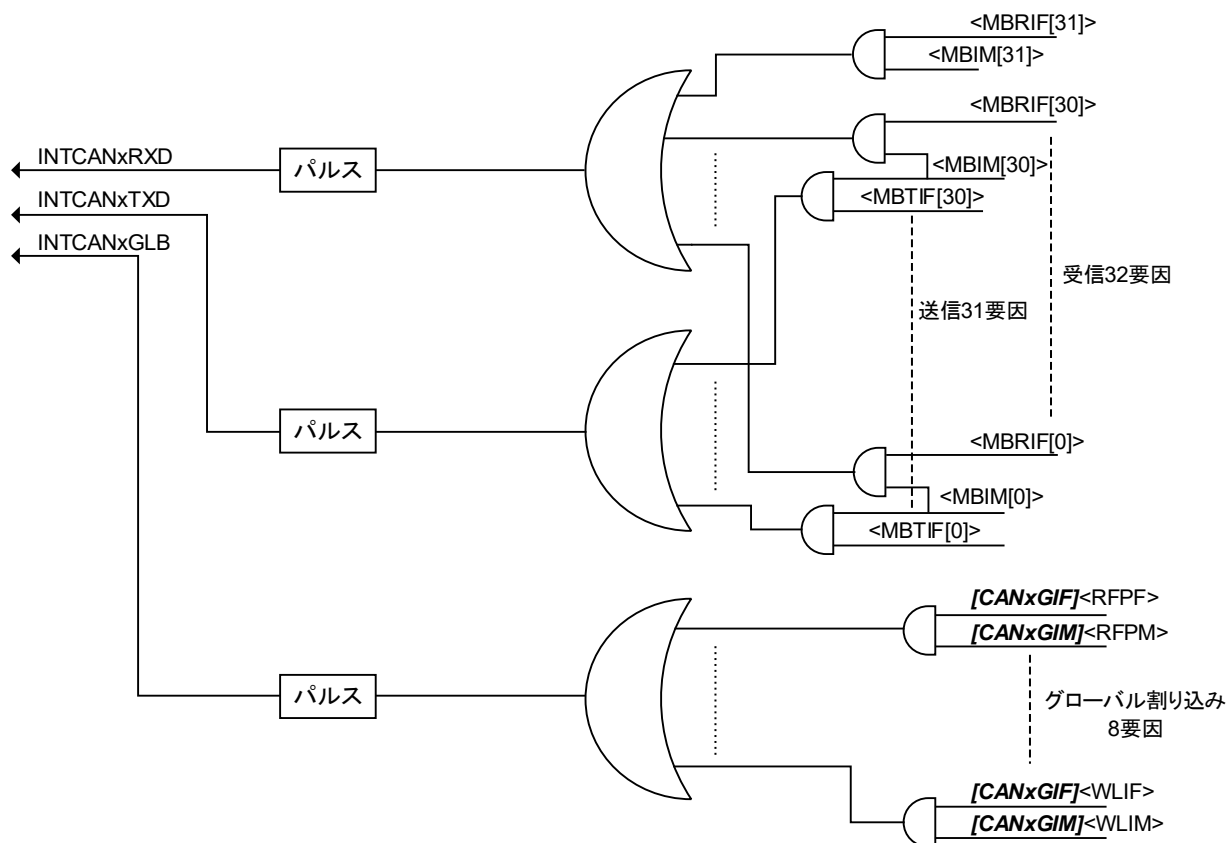 <MBRIF[31]>
<MBIM[31]>
<MBRIF[30]>
<MBIM[30]>
<MBTIF[30]>
INTCANxRXD
パルス
INTCANxTXD
INTCANxGLB
受信32要因
送信31要因
パルス
<MBRIF[0]>
<MBIM[0]>
<MBTIF[0]>
[CANxGIF]<RFPF>
[CANxGIM]<RFPM>
パルス
グローバル割り込み
8要因
[CANxGIF]<WLIF>
[CANxGIM]<WLIM>